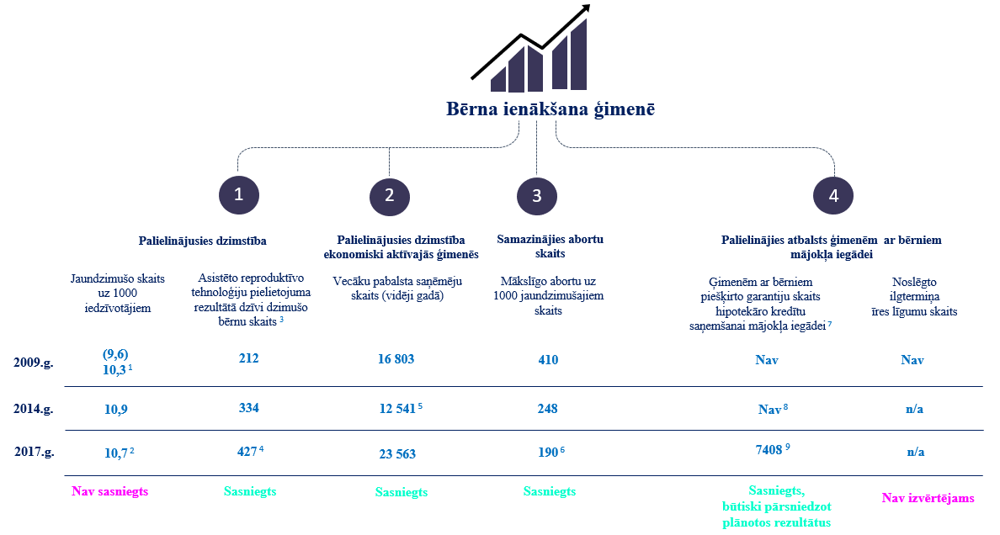 Bērna ienākšana ģimenē
1
2
3
4
Palielinājusies dzimstība
Palielinājusies dzimstība
ekonomiski aktīvajās ģimenēs
Samazinājies abortu
skaits
Palielinājies atbalsts ģimenēm ar bērniem
mājokļa iegādei
Jaundzimušo skaits
uz 1000
iedzīvotājiem
Asistēto reproduktīvo
tehnoloģiju pielietojuma
rezultātā dzīvi dzimušo
bērnu skaits 3
Vecāku pabalsta saņēmēju
skaits (vidēji gadā)
Mākslīgo abortu uz
1000 jaundzimušajiem
skaits
Ģimenēm ar bērniem
piešķirto garantiju skaits
hipotekāro kredītu
saņemšanai mājokļa iegādei 7
Noslēgto
ilgtermiņa
īres līgumu skaits
2009.g.
(9,6)
10,3 1
212
16 803
410
Nav
Nav
2014.g.
10,9
334
12 541 5
248
Nav 8
n/a
2017.g.
10,7 2
427 4
23 563
190 6
7408 9
n/a
Nav sasniegts
Sasniegts
Sasniegts
Sasniegts
Sasniegts,
būtiski pārsniedzot
plānotos rezultātus
Nav izvērtējams